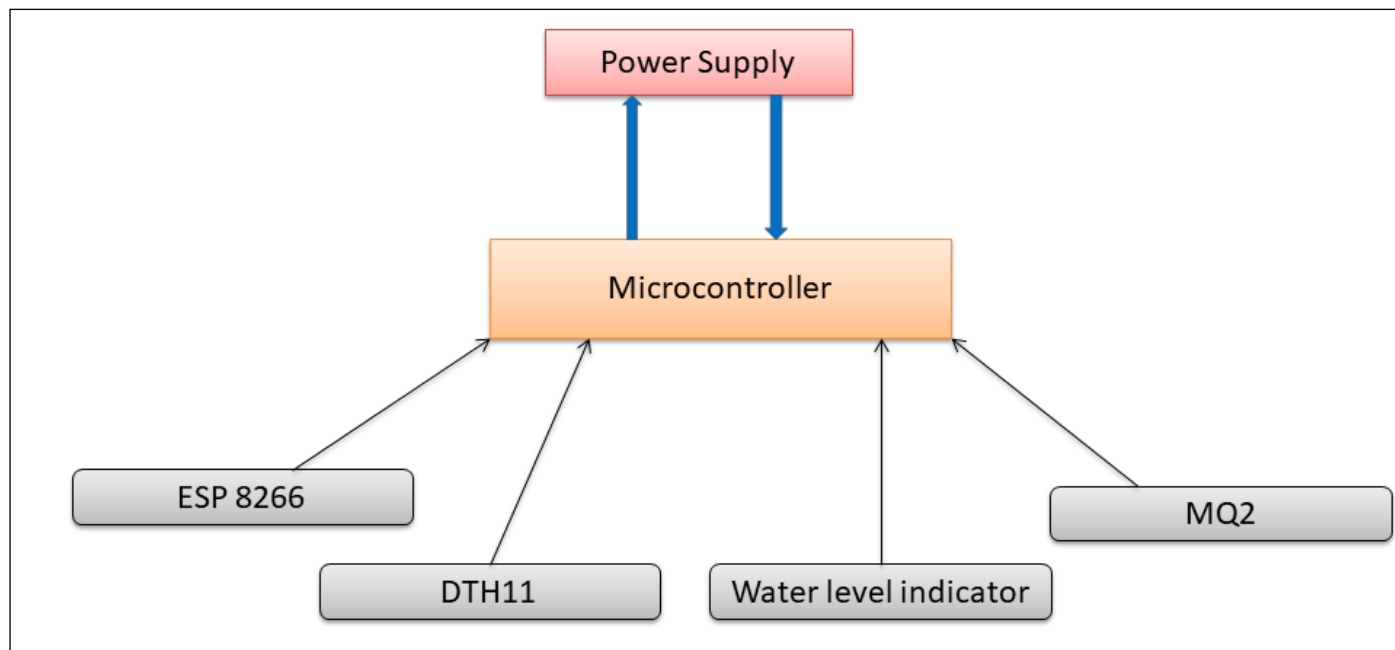 Power Supply
Microcontroller
ESP 8266
MQ2
DTH11
Water level indicator